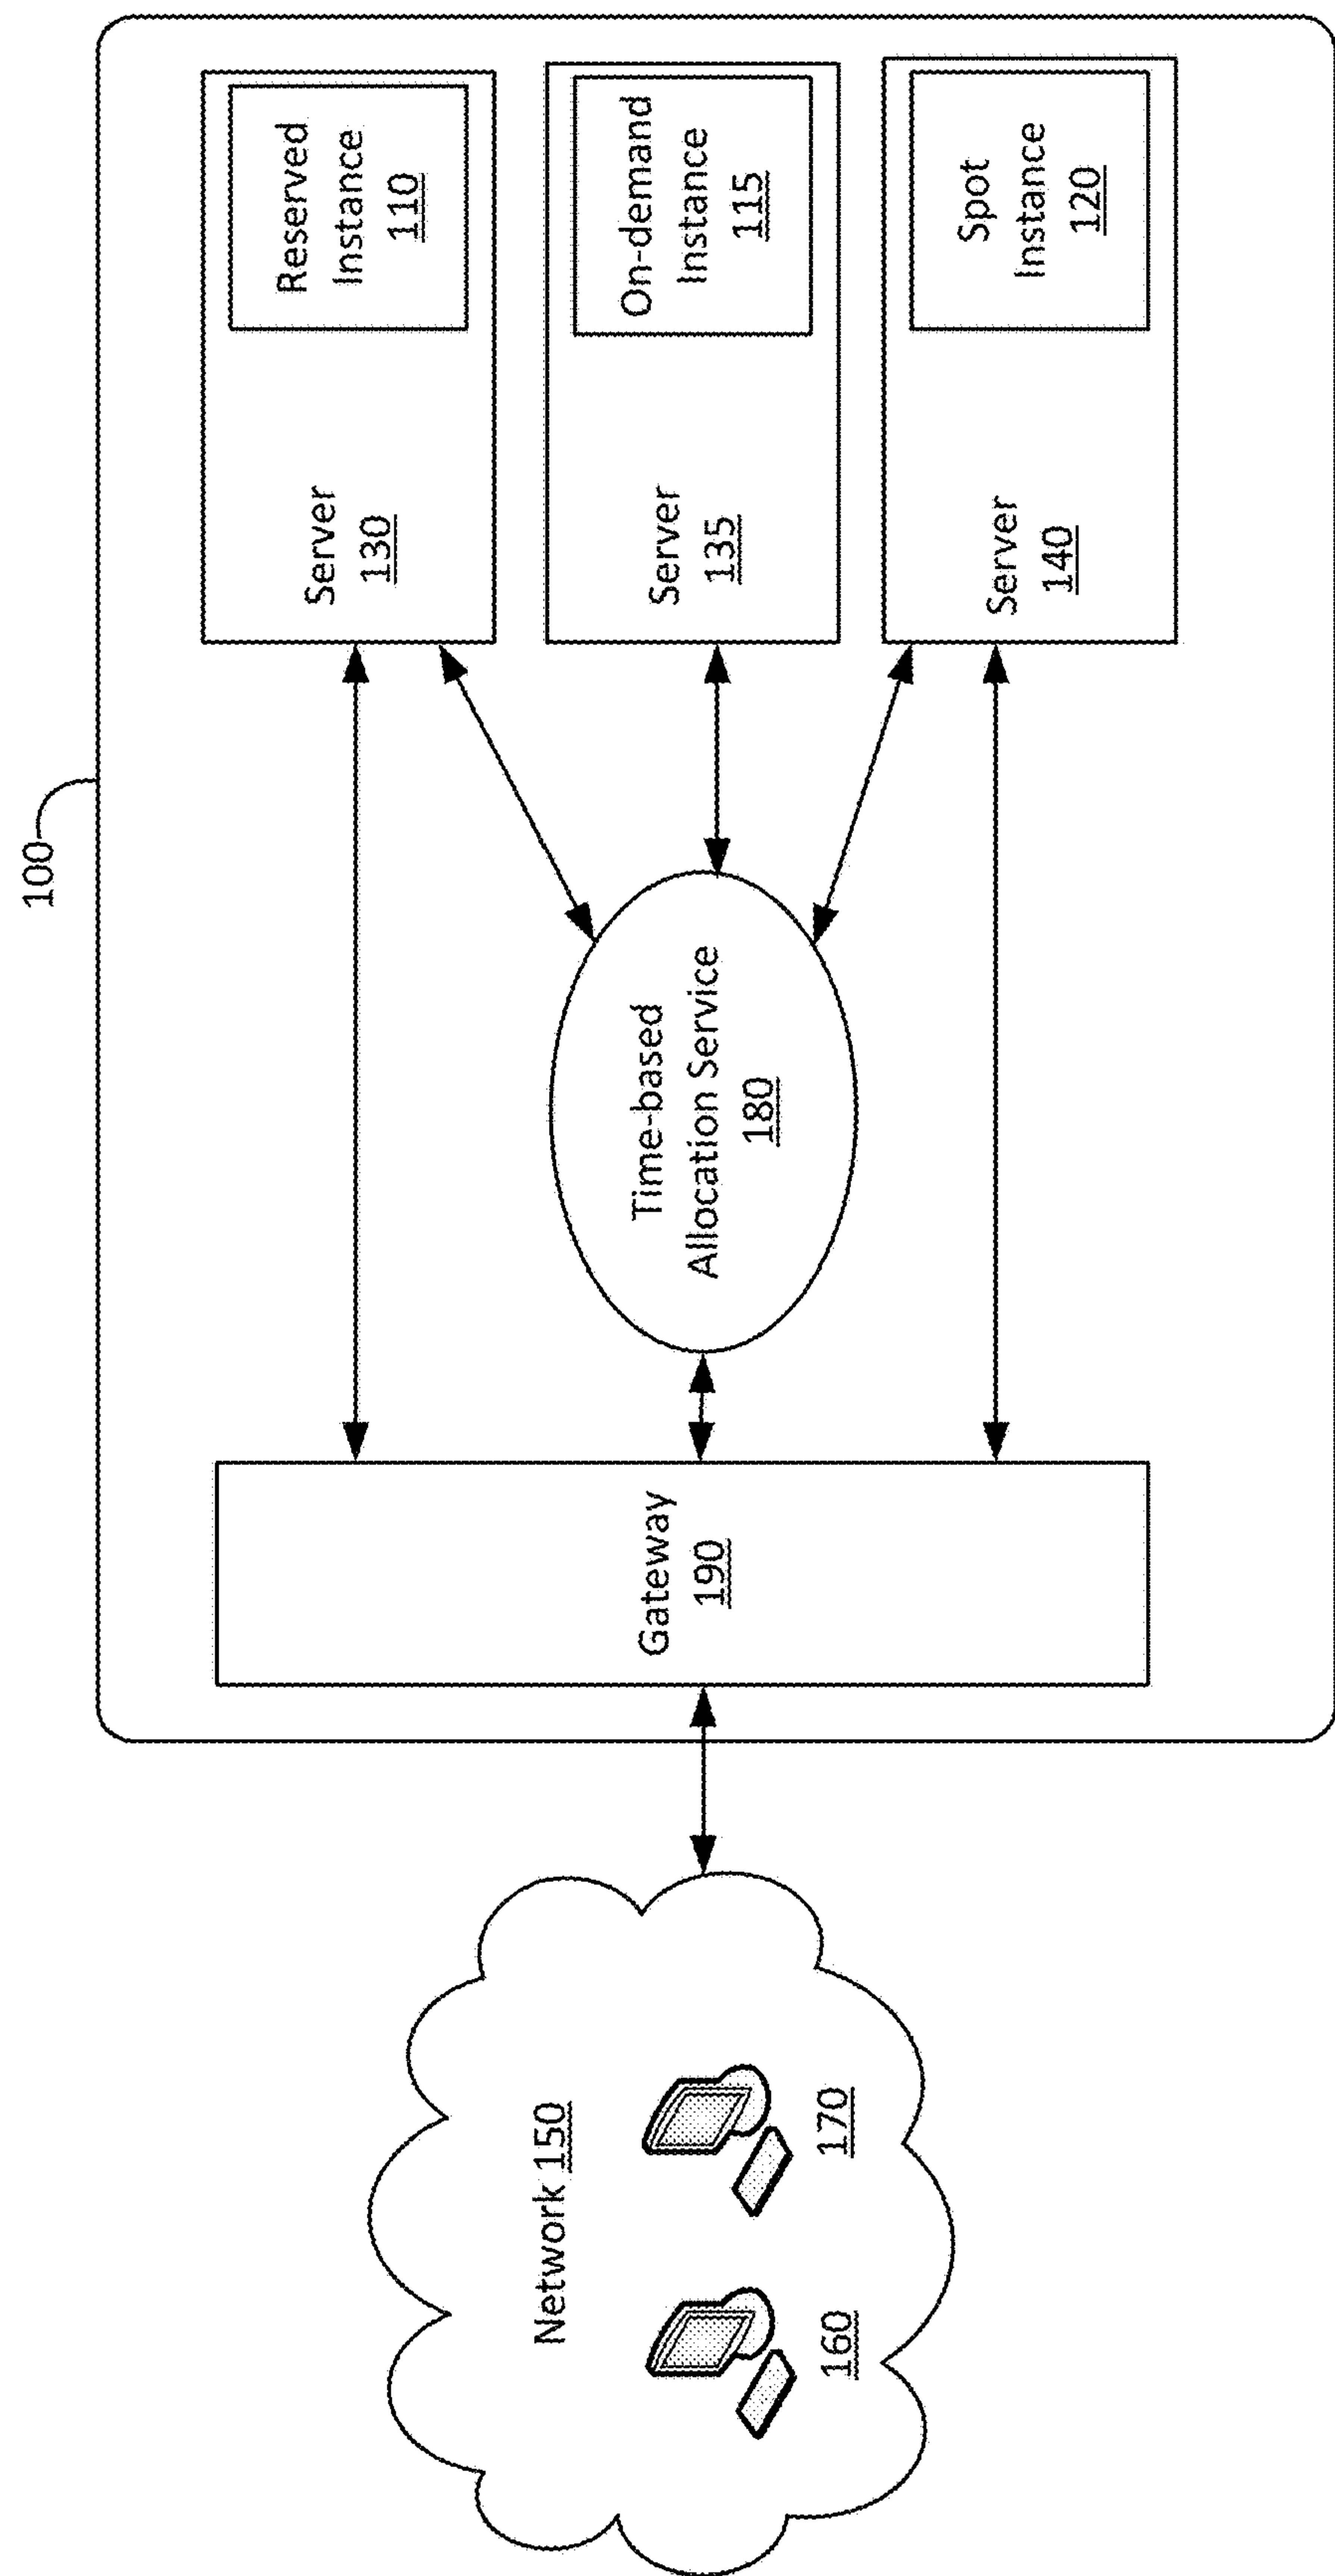 100
Reserved
Instance
110
Server
130
On-demand
Instance
115
Server
135
Spot
Instance
120
Server
140
Time-based
Allocation Service
180
Gateway
190
Network 150
160
170